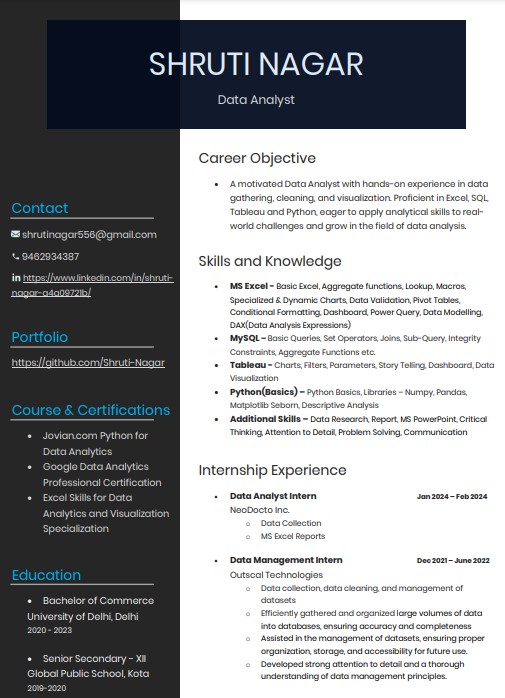 SHRUTI NAGAR
Data Analyst
Contact
shrutinagar556@gmail.com
9462934387
in https://www.linkedin.com/in/shruti-
nagar-a4a09721b/
Portfolio
https://github.com/Shruti-Nagar
Course & Certifications
• Jovian.com Python for
Data Analytics
• Google Data Analytics
Professional Certification
• Excel Skills for Data
Analytics and Visualization
Specialization
Education
• Bachelor of Commerce
University of Delhi, Delhi
2020 - 2023
• Senior Secondary - XII
Global Public School, Kota
2019-2020
Career Objective
• A motivated Data Analyst with hands-on experience in data
gathering, cleaning, and visualization. Proficient in Excel, SQL,
Tableau and Python, eager to apply analytical skills to real-
world challenges and grow in the field of data analysis.
Skills and Knowledge
• MS Excel – Basic Excel, Aggregate functions, Lookup, Macros,
Specialized & Dynamic Charts, Data Validation, Pivot Tables,
Conditional Formatting, Dashboard, Power Query, Data Modelling,
DAX(Data Analysis Expressions)
• MySQL – Basic Queries, Set Operators, Joins, Sub-Query, Integrity
Constraints, Aggregate Functions etc.
• Tableau - Charts, Filters, Parameters, Story Telling, Dashboard, Data
Visualization
• Python(Basics) – Python Basics, Libraries – Numpy, Pandas,
Matplotlib Seborn, Descriptive Analysis
• Additional Skills – Data Research, Report, MS PowerPoint, Critical
Thinking, Attention to Detail, Problem Solving, Communication
Internship Experience
• Data Analyst Intern Jan 2024 – Feb 2024
NeoDocto Inc.
o Data Collection
o MS Excel Reports
• Data Management Intern Dec 2021 – June 2022
Outscal Technologies
o Data collection, data cleaning, and management of
datasets
o Efficiently gathered and organized large volumes of data
into databases, ensuring accuracy and completeness
o Assisted in the management of datasets, ensuring proper
organization, storage, and accessibility for future use.
o Developed strong attention to detail and a thorough
understanding of data management principles.